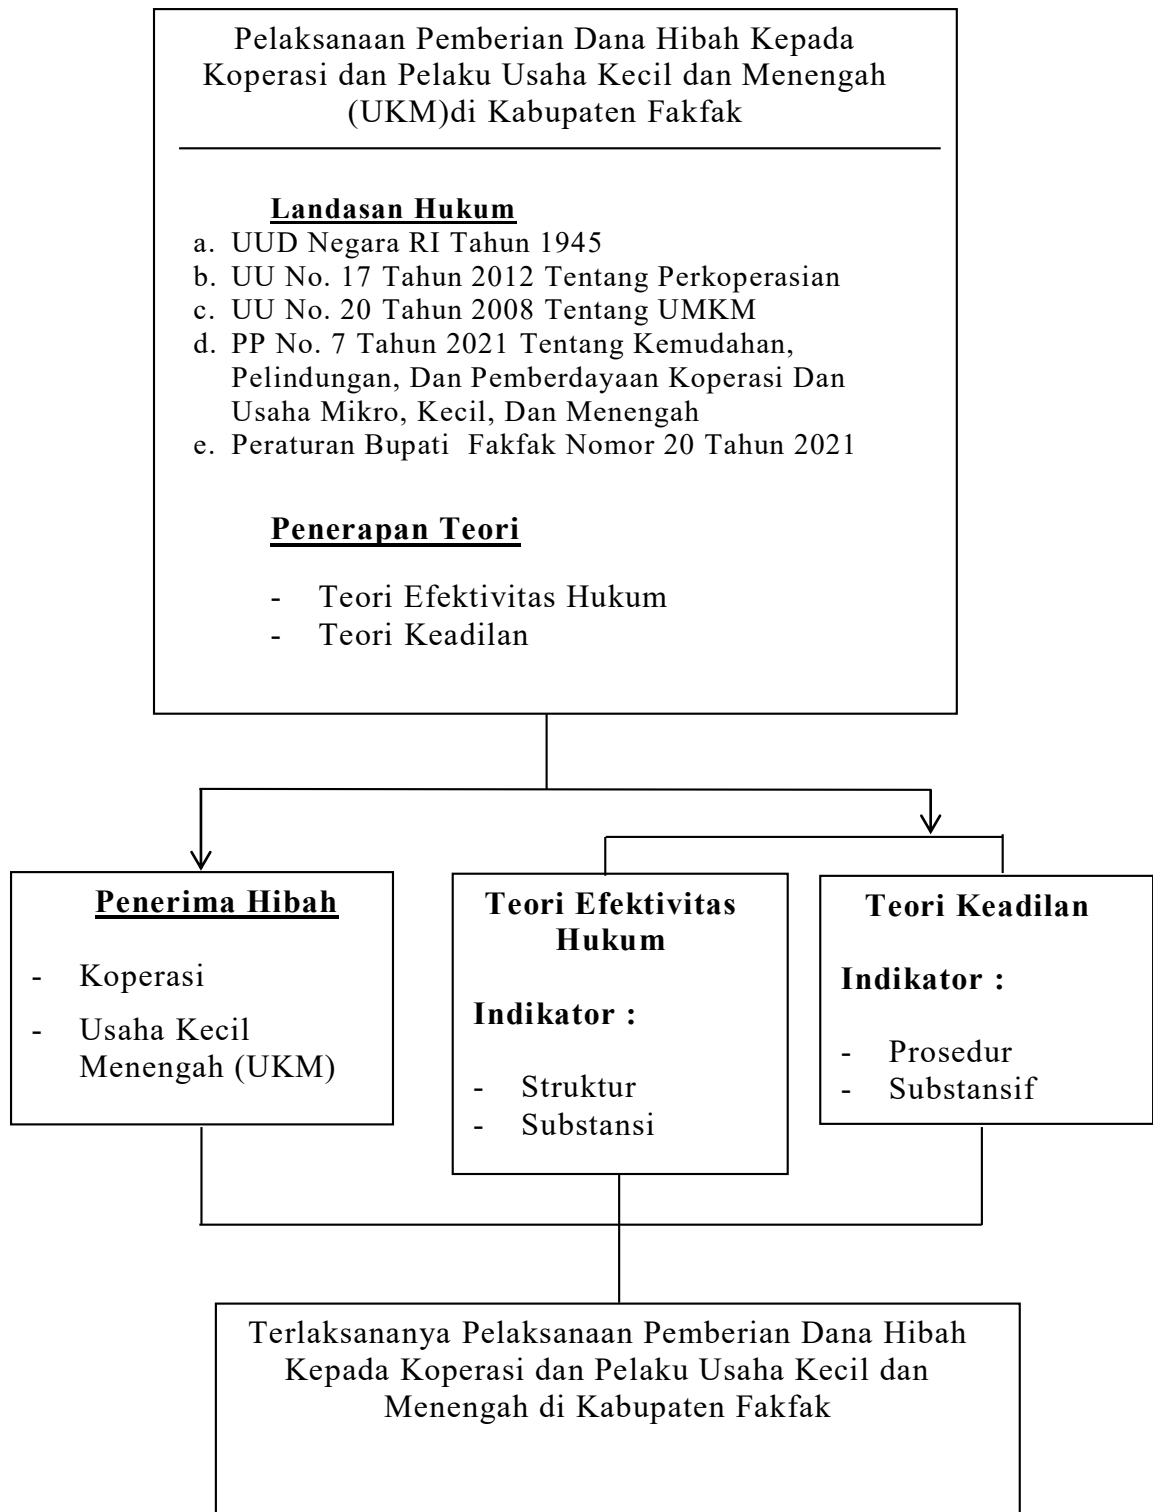 Pelaksanaan Pemberian Dana Hibah Kepada
Koperasi dan Pelaku Usaha Kecil dan Menengah
(UKM)di Kabupaten Fakfak
Landasan Hukum
a. UUD Negara RI Tahun 1945
b. UU No. 17 Tahun 2012 Tentang Perkoperasian
c. UU No. 20 Tahun 2008 Tentang UMKM
d. PP No. 7 Tahun 2021 Tentang Kemudahan,
Pelindungan, Dan Pemberdayaan Koperasi Dan
Usaha Mikro, Kecil, Dan Menengah
e. Peraturan Bupati Fakfak Nomor 20 Tahun 2021
Penerapan Teori
- Teori Efektivitas Hukum
- Teori Keadilan
Penerima Hibah
- Koperasi
- Usaha Kecil
Menengah (UKM)
Teori Efektivitas
Hukum
Indikator :
- Struktur
- Substansi
Teori Keadilan
Indikator :
- Prosedur
- Substansif
Terlaksananya Pelaksanaan Pemberian Dana Hibah
Kepada Koperasi dan Pelaku Usaha Kecil dan
Menengah di Kabupaten Fakfak